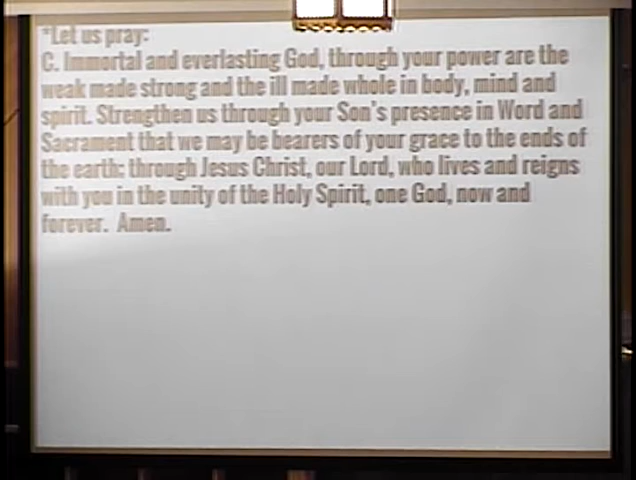 *Let us pray:
C. Immortal and everlasting God, through your power are the
weak made strong and the ill made whole in body, mind and
spirit. Strengthen us through your Son's presence in Word and
Sacrament that we may be bearers of your grace to the ends of
the earth; through Jesus Christ, our Lord, who lives and reigns
with you in the unity of the Holy Spirit, one God, now and
forever. Amen.